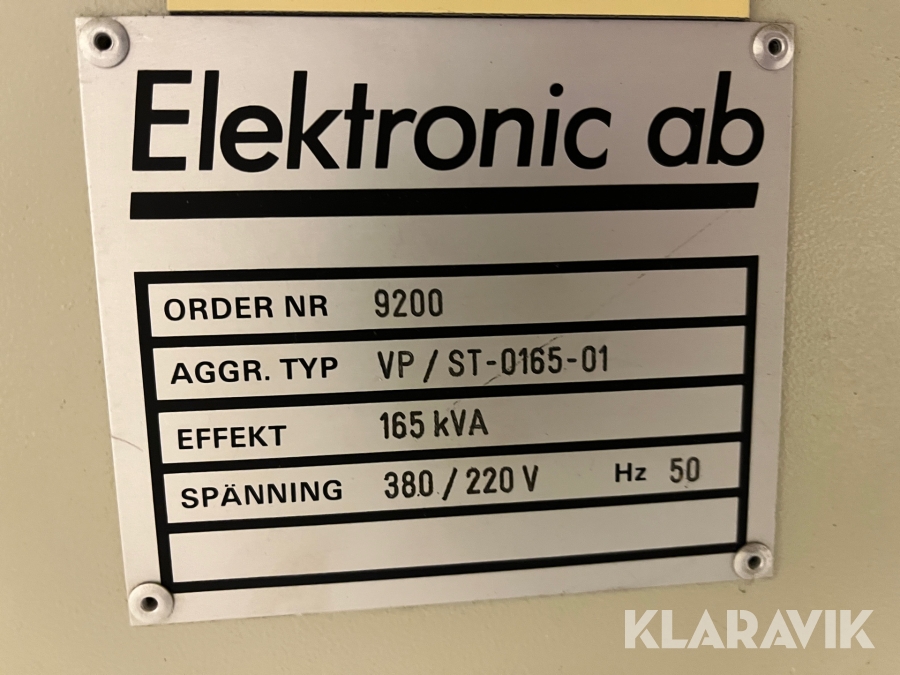 Elektronic ab
ORDER NR 9200
AGGR. TYP VP / ST-0165-01
EFFEKT 165 kVA
SPÄNNING 380 / 220 V Hz 50
KLARAVIK